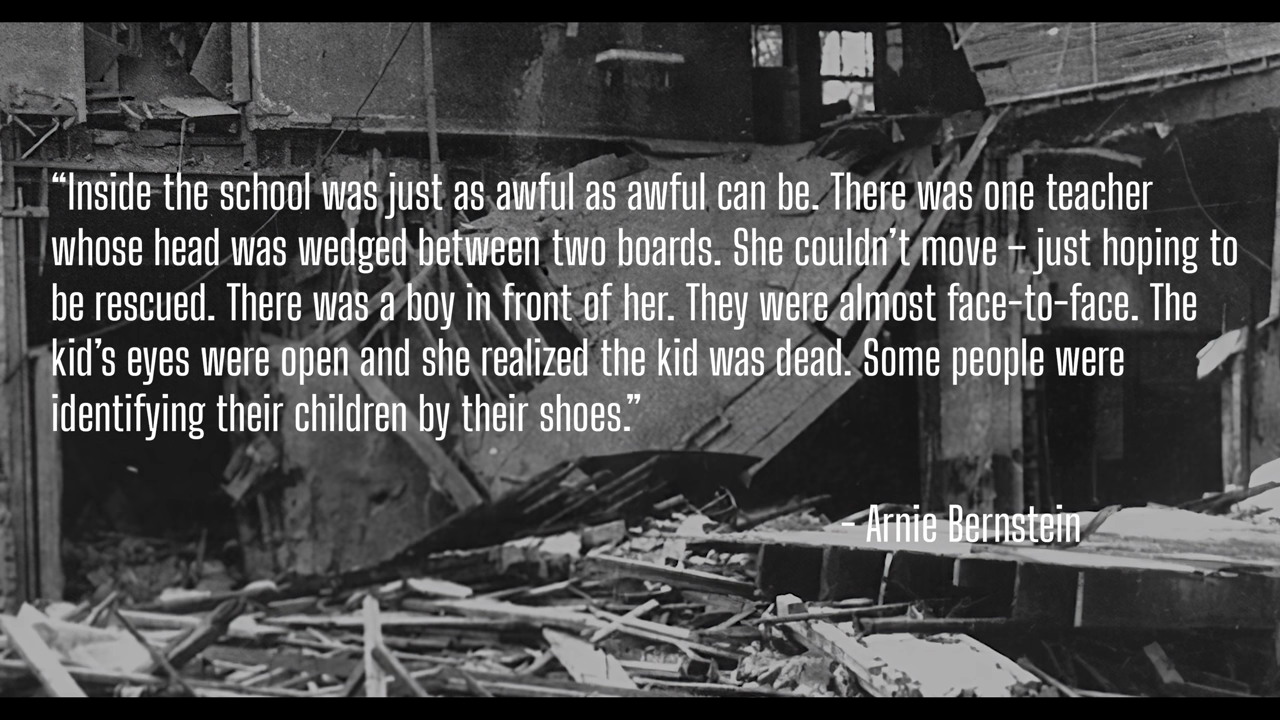 “Inside the school was just as awful as awful can be. There was one teacher
whose head was wedged between two boards. She couldn’t move – just hoping to
be rescued. There was a boy in front of her. They were almost face-to-face. The
kid’s eyes were open and she realized the kid was dead. Some people were
identifying their children by their shoes.”
- Arnie Bernstein